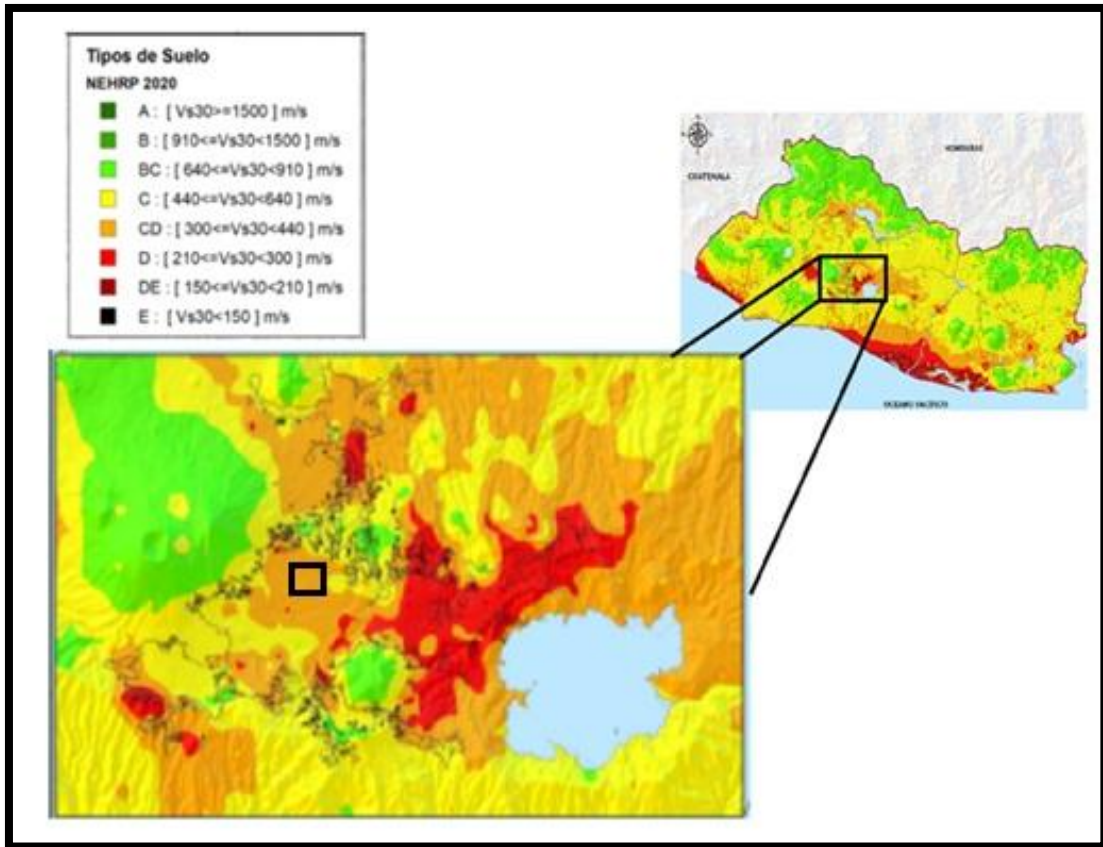 Tipos de Suelo
NEHRP 2020
A : [ Vs30>=1500 ] m/s
B : [ 910<=Vs30<1500 ] m/s
BC : [ 640<=Vs30<910 ] m/s
C : [ 440<=Vs30<640 ] m/s
CD : [ 300<=Vs30<440 ] m/s
D : [ 210<=Vs30<300 ] m/s
DE : [ 150<=Vs30<210 ] m/s
E : [ Vs30<150 ] m/s
HONDURAS
GUATEMALA
OCEANO PACÍFICO